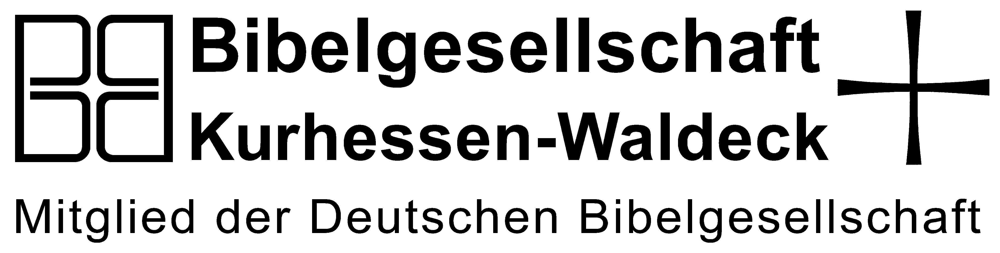 Bibelgesellschaft
Kurhessen-Waldeck
Mitglied der Deutschen Bibelgesellschaft